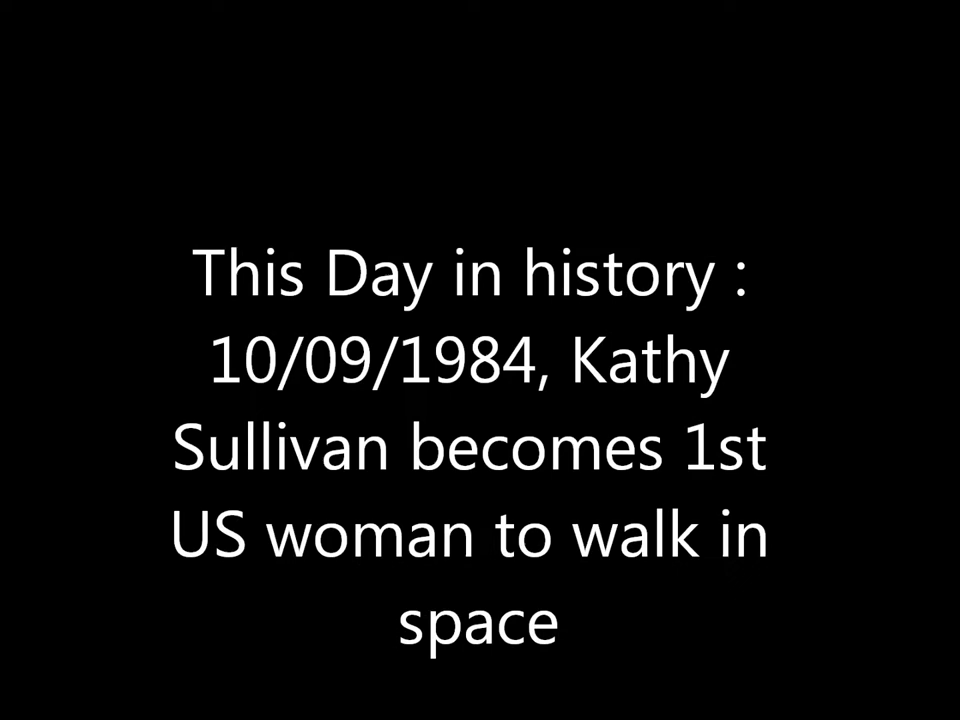 This Day in history :
10/09/1984, Kathy
Sullivan becomes 1st
US woman to walk in
space